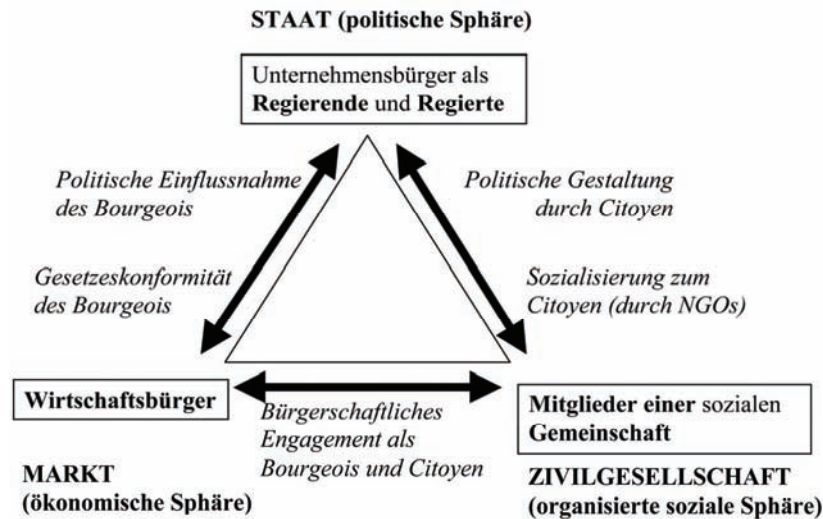 STAAT (politische Sphäre)
Unternehmensbürger als
Regierende und Regierte
Politische Einflussnahme
des Bourgeois
Politische Gestaltung
durch Citoyen
Gesetzeskonformität
des Bourgeois
Sozialisierung zum
Citoyen (durch NGOs)
Wirtschaftsbürger
Bürgerschaftliches
Engagement als
Bourgeois und Citoyen
Mitglieder einer sozialen
Gemeinschaft
MARKT
(ökonomische Sphäre)
ZIVILGESELLSCHAFT
(organisierte soziale Sphäre)